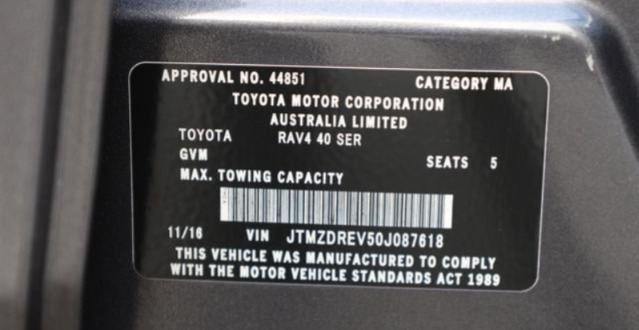 APPROVAL NO. 44851 CATEGORY MA
TOYOTA MOTOR CORPORATION
AUSTRALIA LIMITED
TOYOTA RAV4 40 SER
GVM SEATS 5
MAX. TOWING CAPACITY
11/16 VIN JTMZDREV50J087618
THIS VEHICLE WAS MANUFACTURED TO COMPLY
WITH THE MOTOR VEHICLE STANDARDS ACT 1989